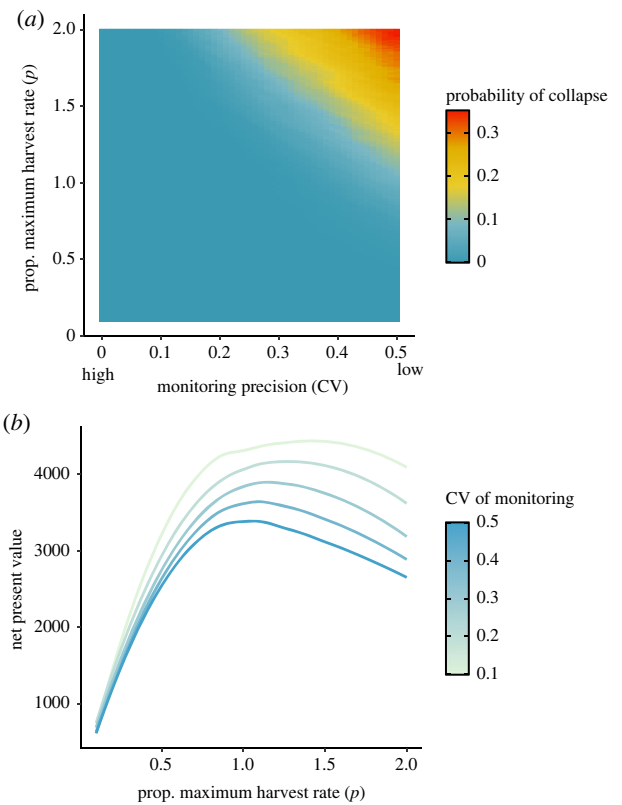 (a)
2.0
1.5
1.0
0.5
0
prop. maximum harvest rate (p)
0 0.1 0.2 0.3 0.4 0.5
high low
monitoring precision (CV)
probability of collapse
0.3
0.2
0.1
0
(b)
4000
3000
2000
1000
net present value
0.5 1.0 1.5 2.0
prop. maximum harvest rate (p)
CV of monitoring
0.5
0.4
0.3
0.2
0.1